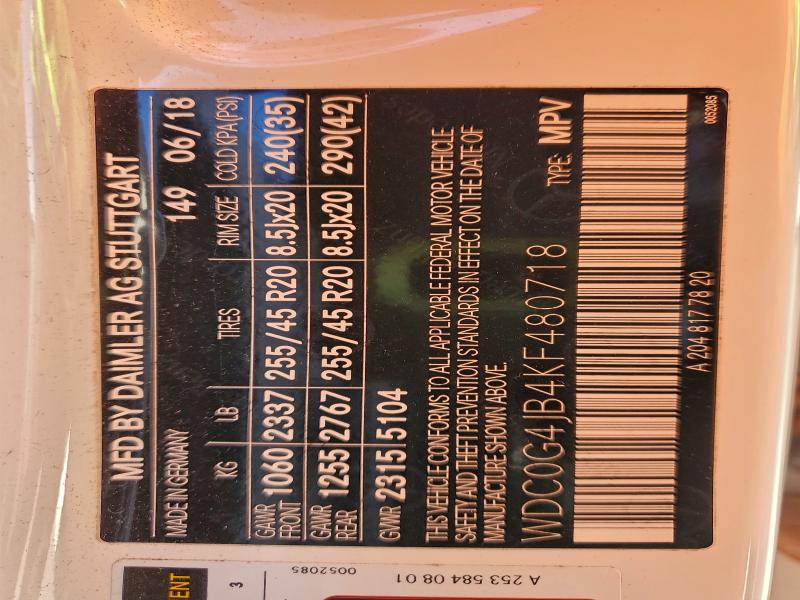 MFD BY DAIMLER AG STUTTGART
MADE IN GERMANY 149 06/18
KG LB TIRES RIM SIZE COLD KPA(PSI)
GAWR FRONT 1060 2337 255/45 R20 8.5Jx20 240(35)
GAWR REAR 1255 2767 255/45 R20 8.5Jx20 290(42)
GVWR 2315 5104
THIS VEHICLE CONFORMS TO ALL APPLICABLE FEDERAL MOTOR VEHICLE
SAFETY AND THEFT PREVENTION STANDARDS IN EFFECT ON THE DATE OF
MANUFACTURE SHOWN ABOVE.
WDC0G4JB4KF480718 TYPE: MPV
A 204 817 78 20 0052085
ENT
3
0052085
A 253 584 08 01